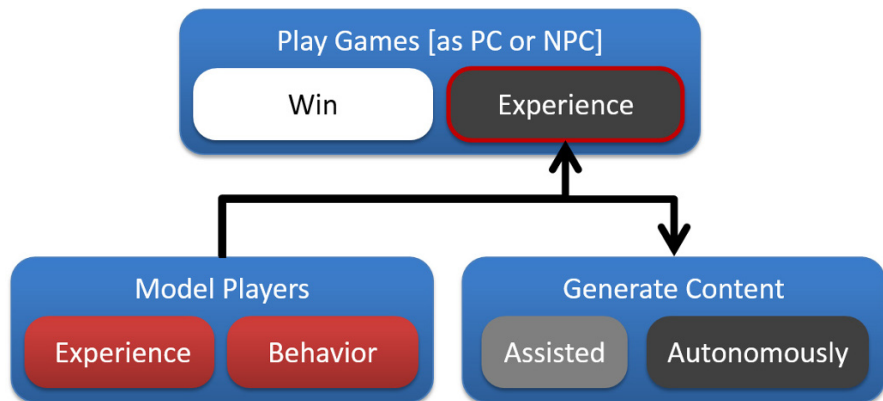 Play Games [as PC or NPC]
Win
Experience
Model Players
Experience
Behavior
Generate Content
Assisted
Autonomously